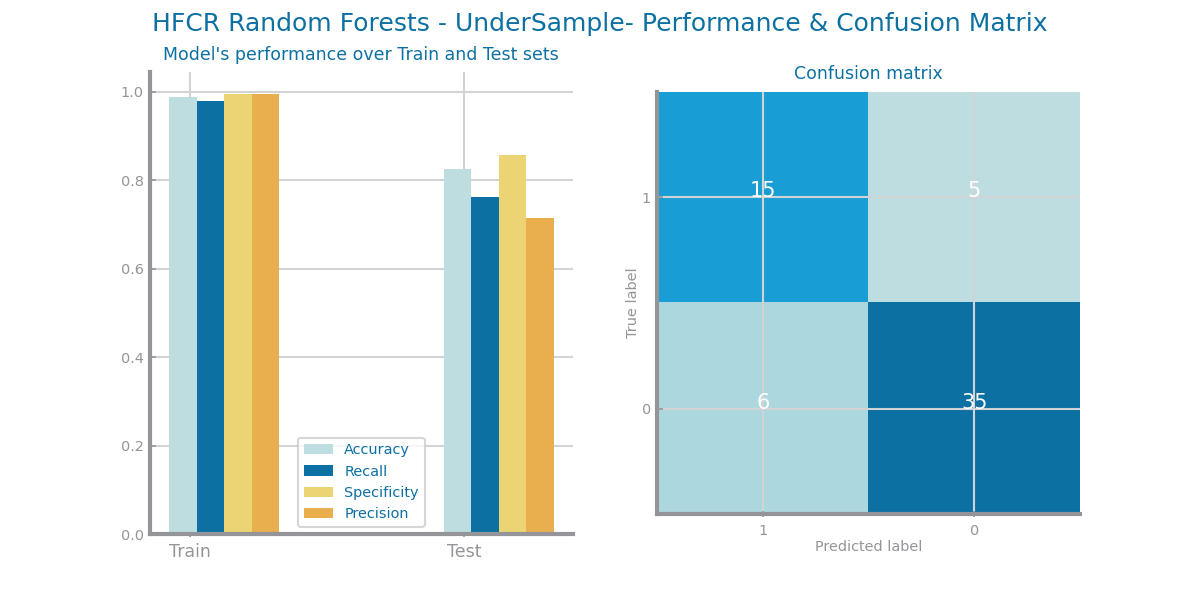 HFCR Random Forests - UnderSample- Performance & Confusion Matrix
Model's performance over Train and Test sets
1.0
0.8
0.6
0.4
0.2
0.0
Accuracy
Recall
Specificity
Precision
Train Test
Confusion matrix
True label
1
0
15 5
6 35
1 0
Predicted label